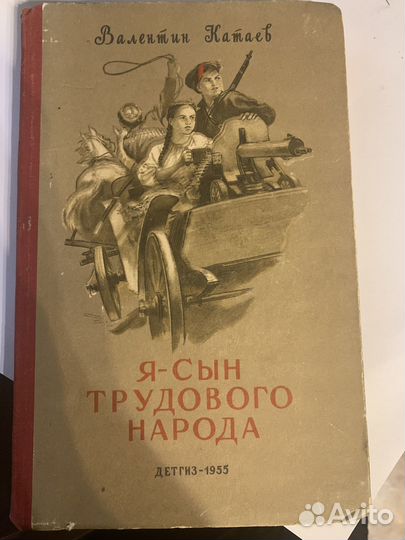 Валентин Катаев
Я-СЫН
ТРУДОВОГО
НАРОДА
ДЕТГИЗ-1955
Avito